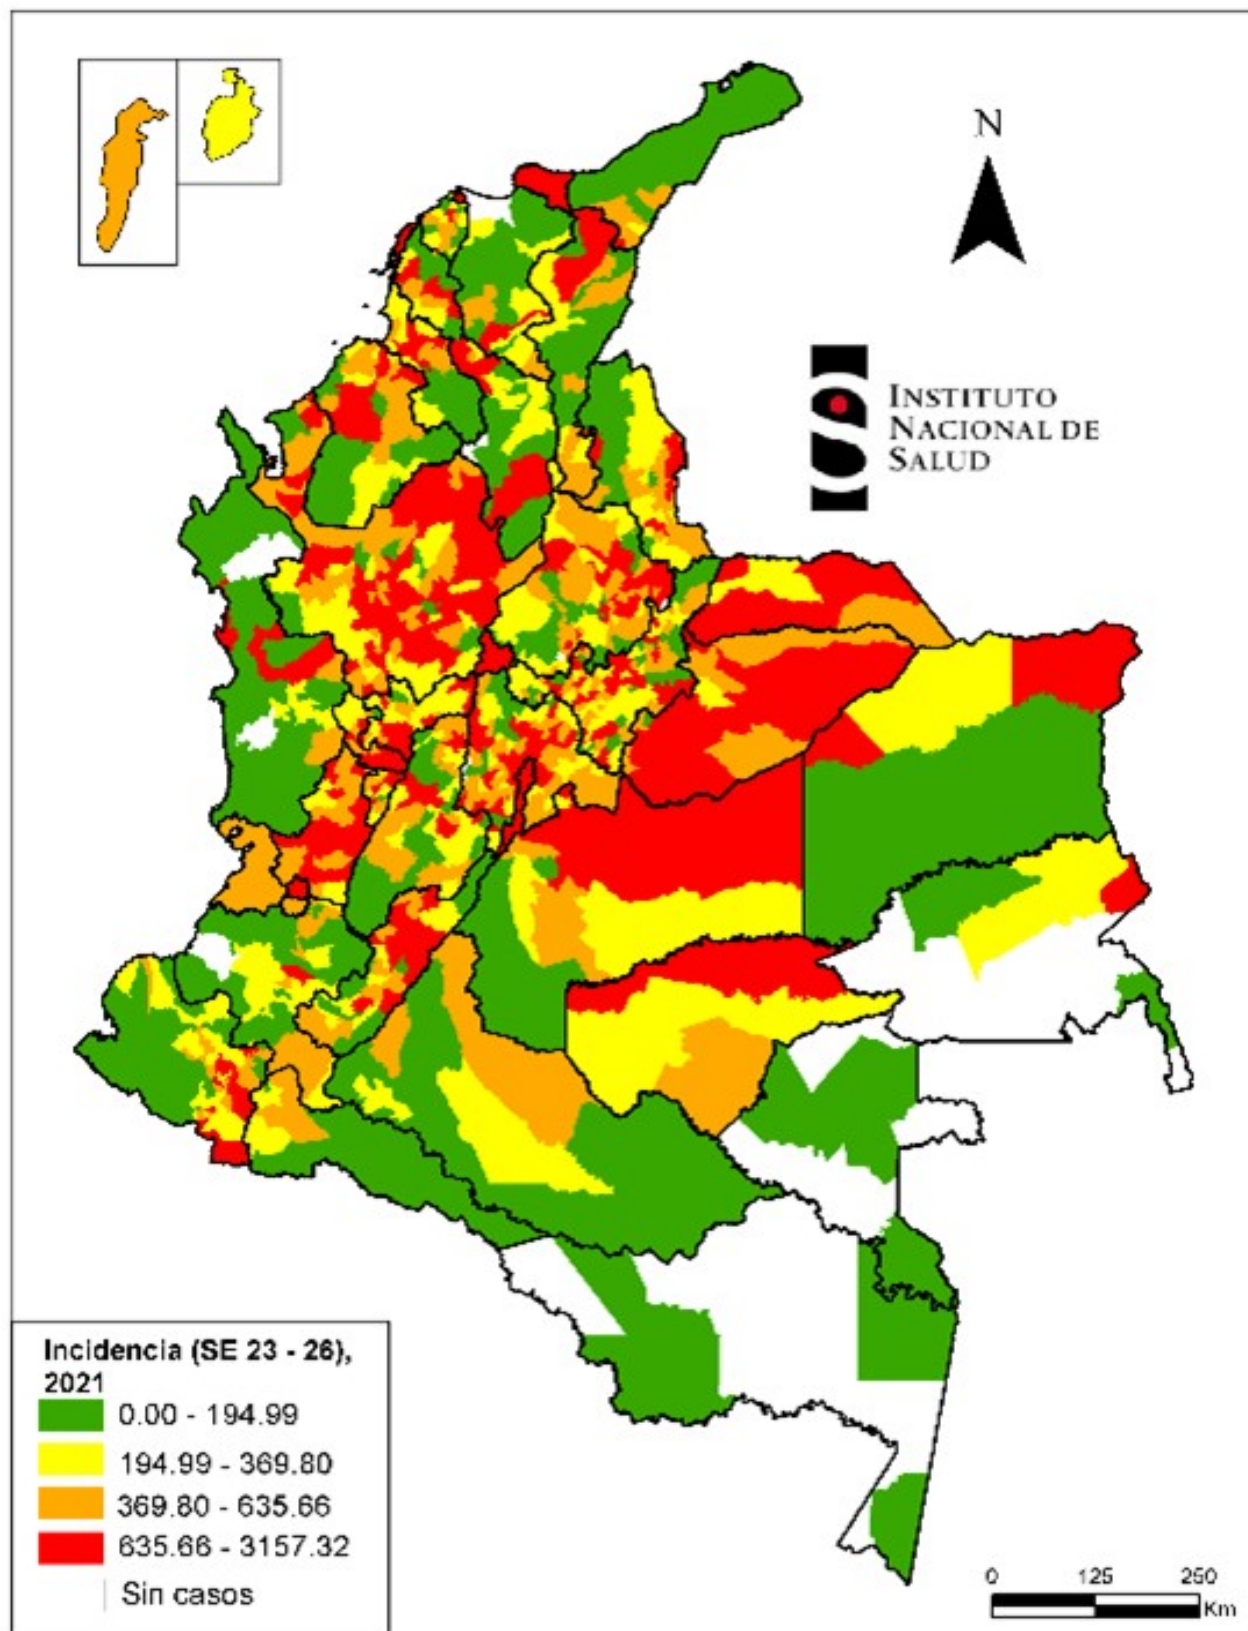 N
INSTITUTO
NACIONAL DE
SALUD
Incidencia (SE 23 - 26),
2021
0.00 - 194.99
194.99 - 369.80
369.80 - 635.66
635.66 - 3157.32
Sin casos
0 125 250
Km